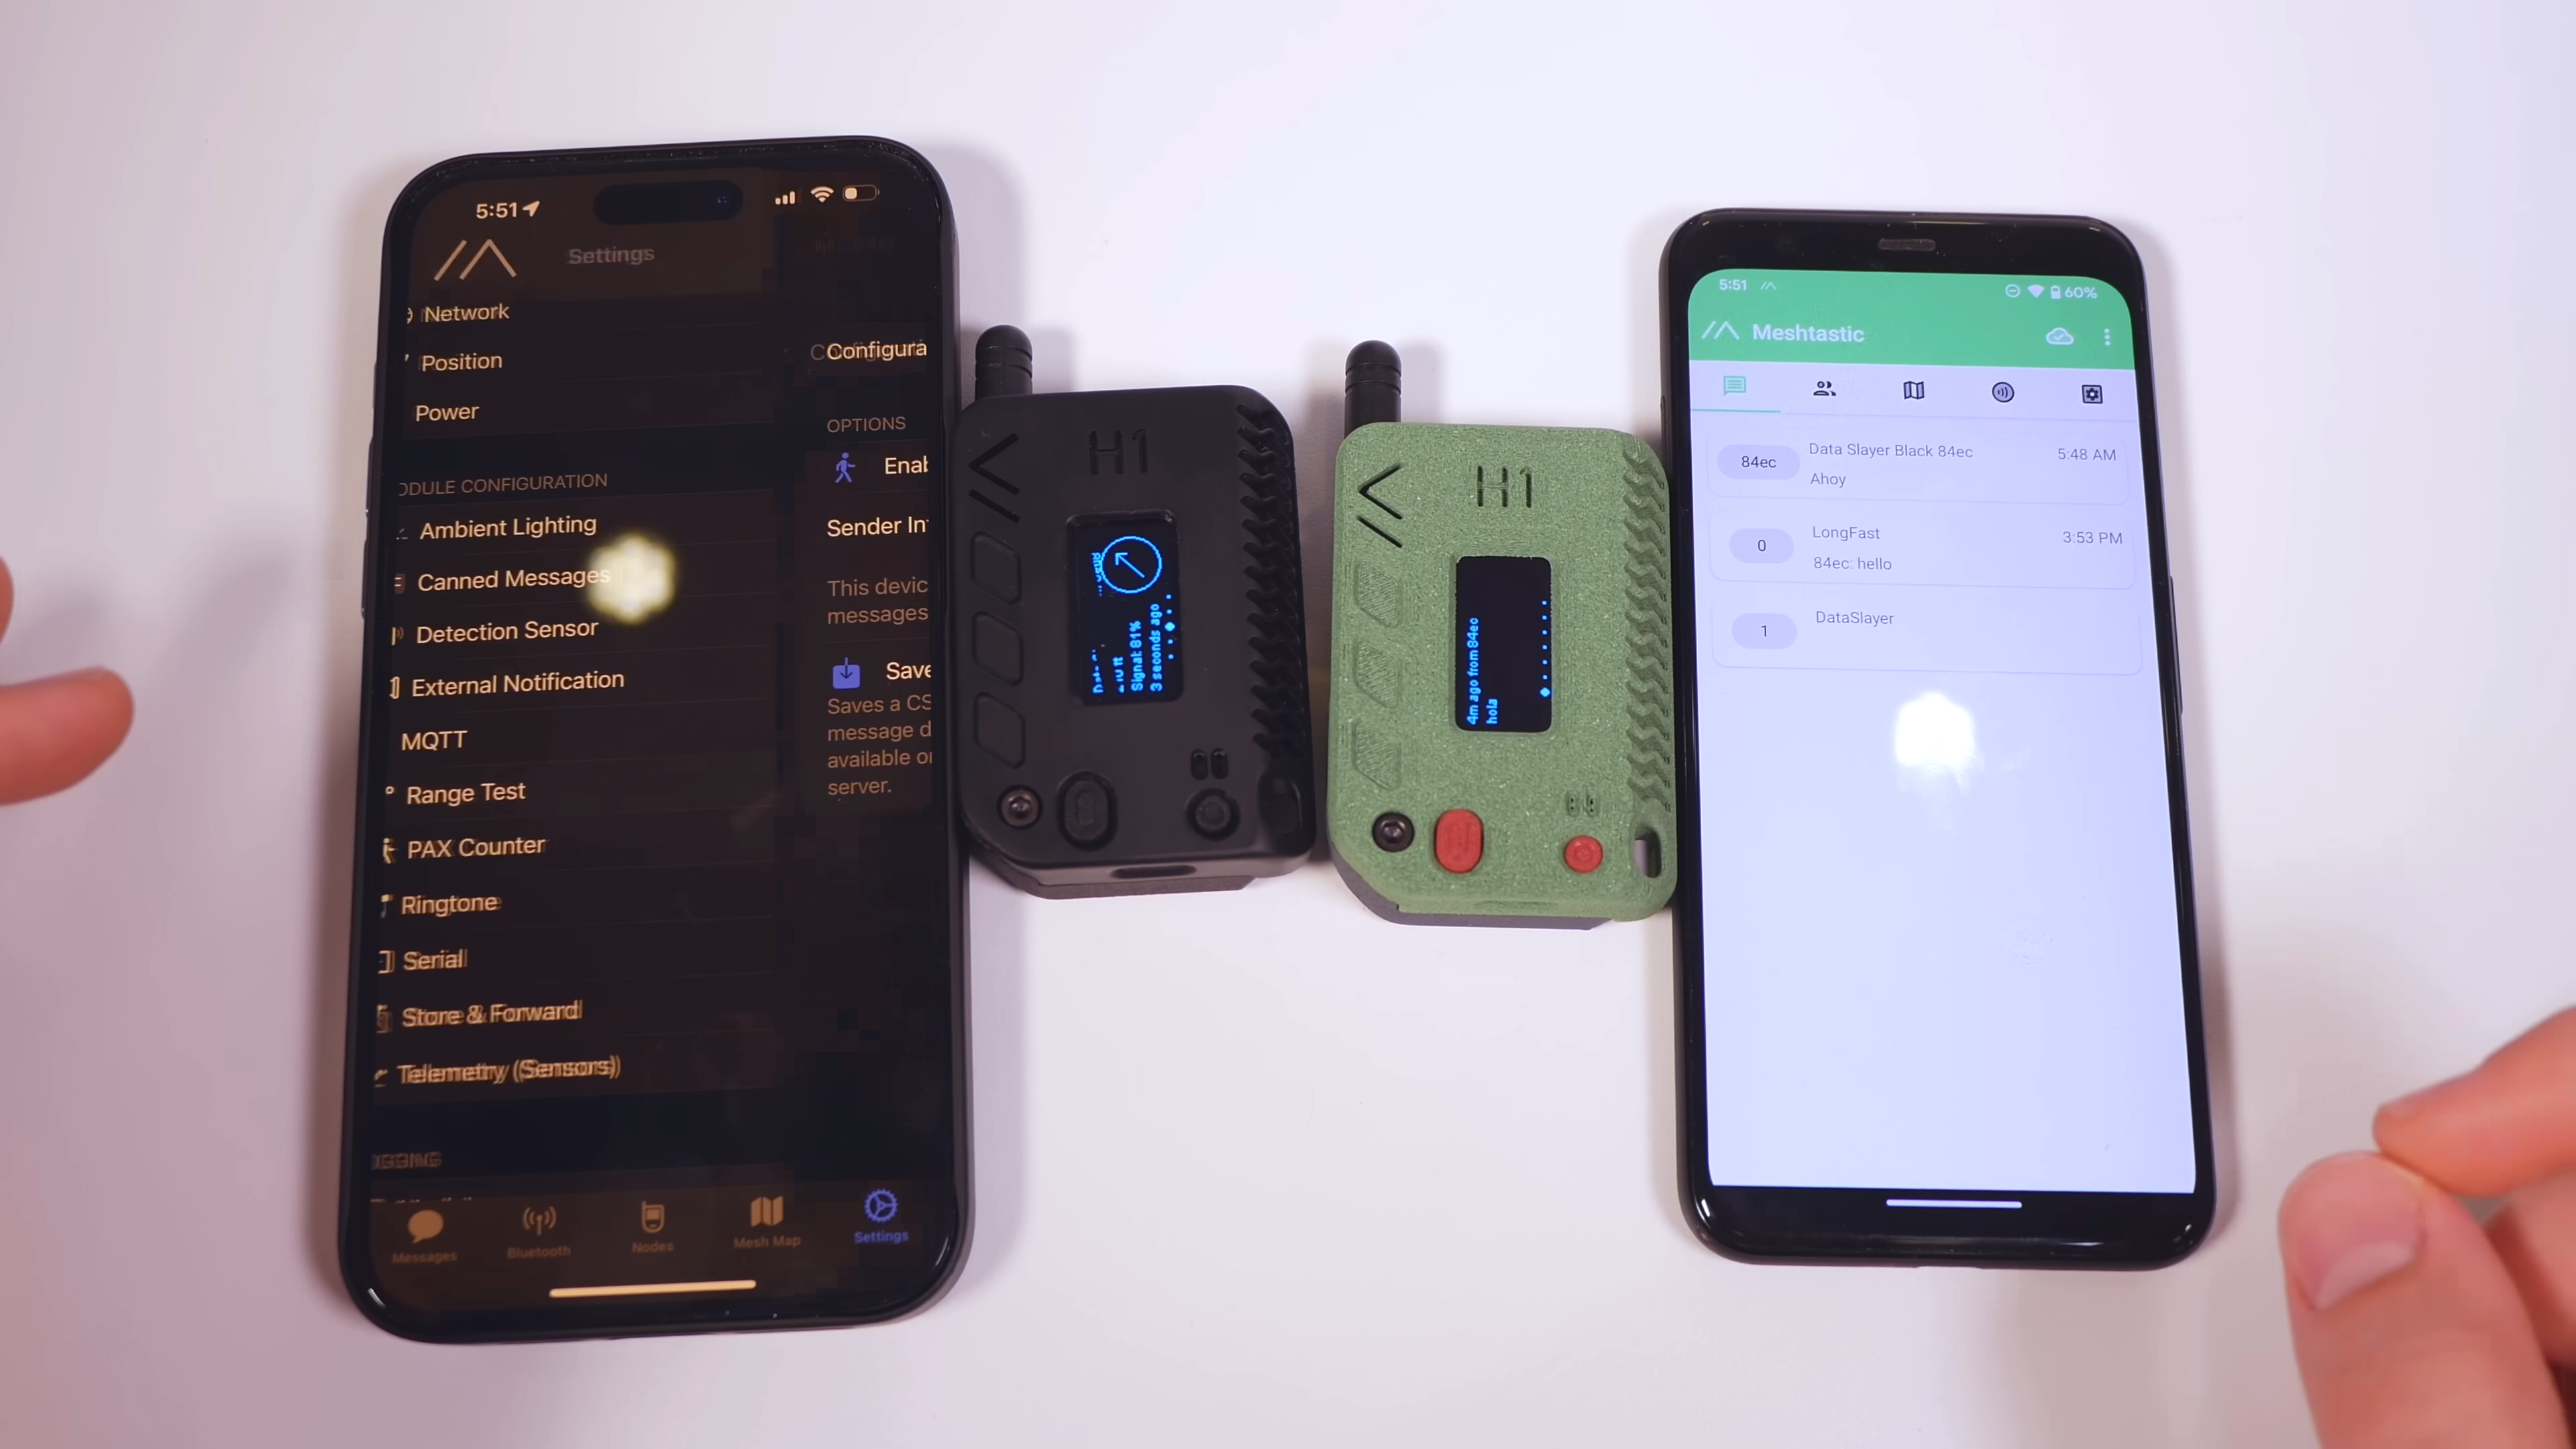 5:51
Settings
Network
Position
Power
ODULE CONFIGURATION
Ambient Lighting
Canned Messages
Detection Sensor
External Notification
MQTT
Range Test
PAX Counter
Ringtone
Serial
Store & Forward
Telemetry (Sensors)
Configura
OPTIONS
Enab
Sender In
This devic
messages
Save
Saves a CS
message d
available o
server.
Messages
Bluetooth
Nodes
Mesh Map
Settings
H1
Signal: 81%
3 seconds ago
H1
4m ago from 84ec
hola
5:51
60%
Meshtastic
84ec
Data Slayer Black 84ec
5:48 AM
Ahoy
0
LongFast
3:53 PM
84ec: hello
1
DataSlayer